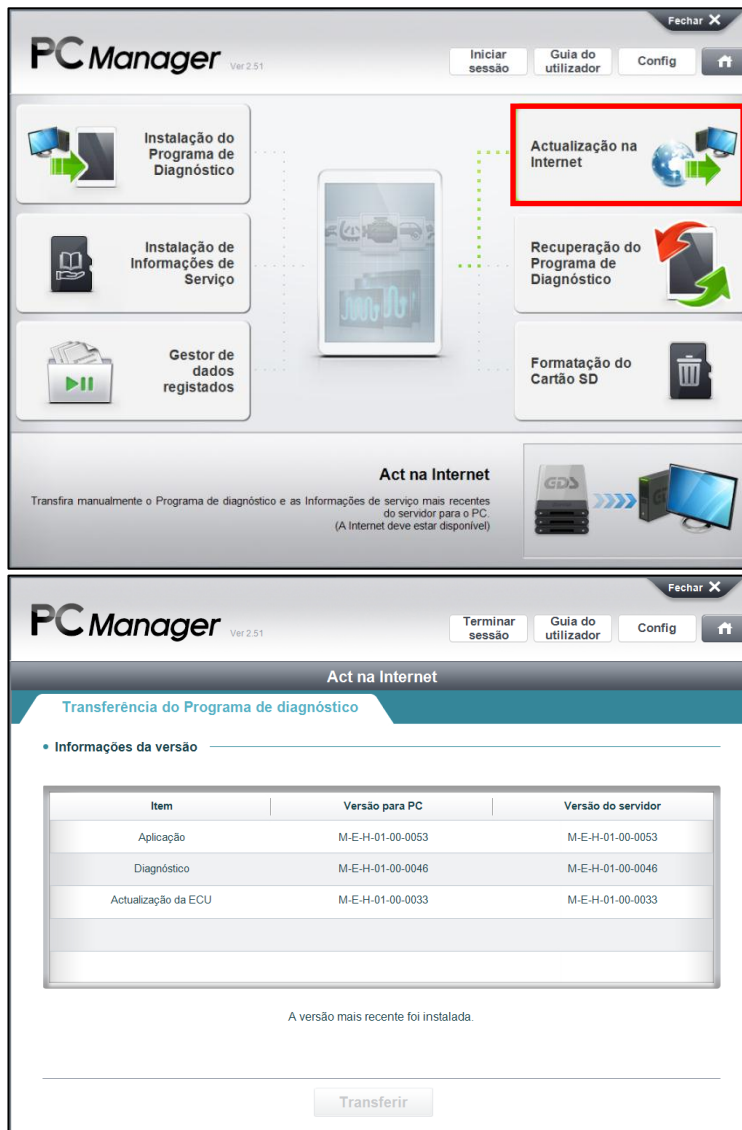 Fechar X
PC Manager Ver 2.51
Iniciar
sessão
Guia do
utilizador
Config
Instalação do
Programa de
Diagnóstico
Actualização na
Internet
Instalação de
Informações de
Serviço
Recuperação do
Programa de
Diagnóstico
Gestor de
dados
registados
Formatação do
Cartão SD
Act na Internet
Transfira manualmente o Programa de diagnóstico e as Informações de serviço mais recentes
do servidor para o PC.
(A Internet deve estar disponível)
GDS
Fechar X
PC Manager Ver 2.51
Terminar
sessão
Guia do
utilizador
Config
Act na Internet
Transferência do Programa de diagnóstico
• Informações da versão
Item Versão para PC Versão do servidor
Aplicação M-E-H-01-00-0053 M-E-H-01-00-0053
Diagnóstico M-E-H-01-00-0046 M-E-H-01-00-0046
Actualização da ECU M-E-H-01-00-0033 M-E-H-01-00-0033
A versão mais recente foi instalada.
Transferir